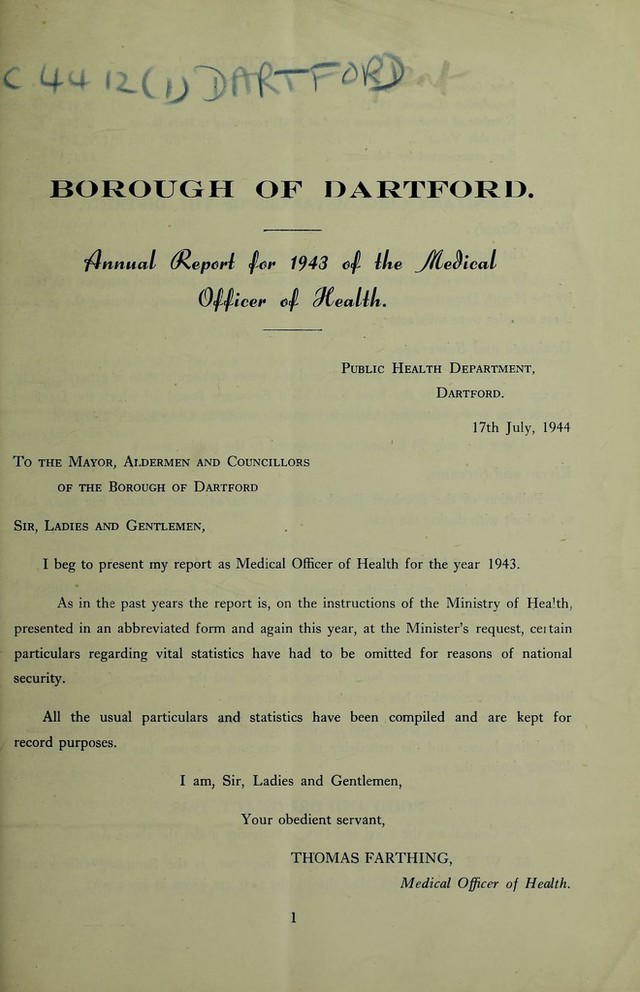 C 4412(1) DARTFORD
BOROUGH OF DARTFORD.
Annual Report for 1943 of the Medical
Officer of Health.
PUBLIC HEALTH DEPARTMENT,
DARTFORD.
17th July, 1944
TO THE MAYOR, ALDERMEN AND COUNCILLORS
OF THE BOROUGH OF DARTFORD
SIR, LADIES AND GENTLEMEN,
I beg to present my report as Medical Officer of Health for the year 1943.
As in the past years the report is, on the instructions of the Ministry of Health,
presented in an abbreviated form and again this year, at the Minister's request, certain
particulars regarding vital statistics have had to be omitted for reasons of national
security.
All the usual particulars and statistics have been compiled and are kept for
record purposes.
I am, Sir, Ladies and Gentlemen,
Your obedient servant,
THOMAS FARTHING,
Medical Officer of Health.
1